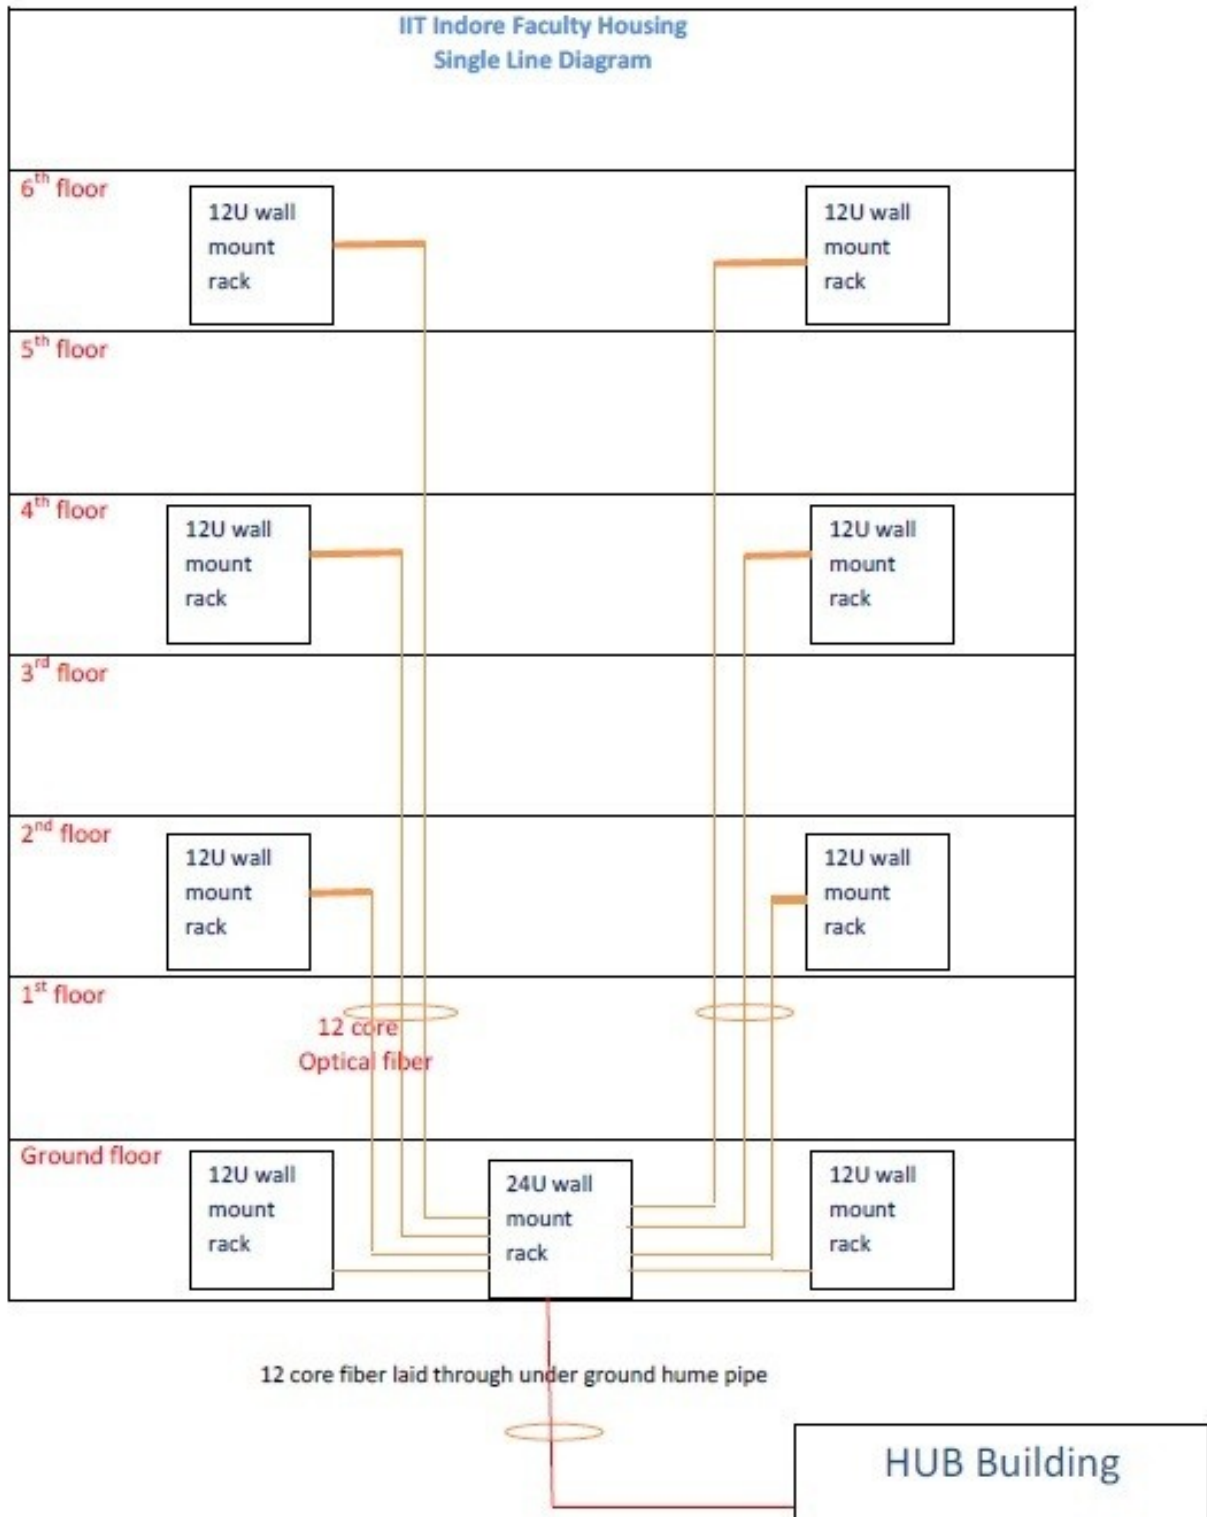 IIT Indore Faculty Housing
Single Line Diagram
6th floor
12U wall
mount
rack
12U wall
mount
rack
5th floor
4th floor
12U wall
mount
rack
12U wall
mount
rack
3rd floor
2nd floor
12U wall
mount
rack
12U wall
mount
rack
1st floor
12 core
Optical fiber
Ground floor
12U wall
mount
rack
24U wall
mount
rack
12U wall
mount
rack
12 core fiber laid through under ground hume pipe
HUB Building